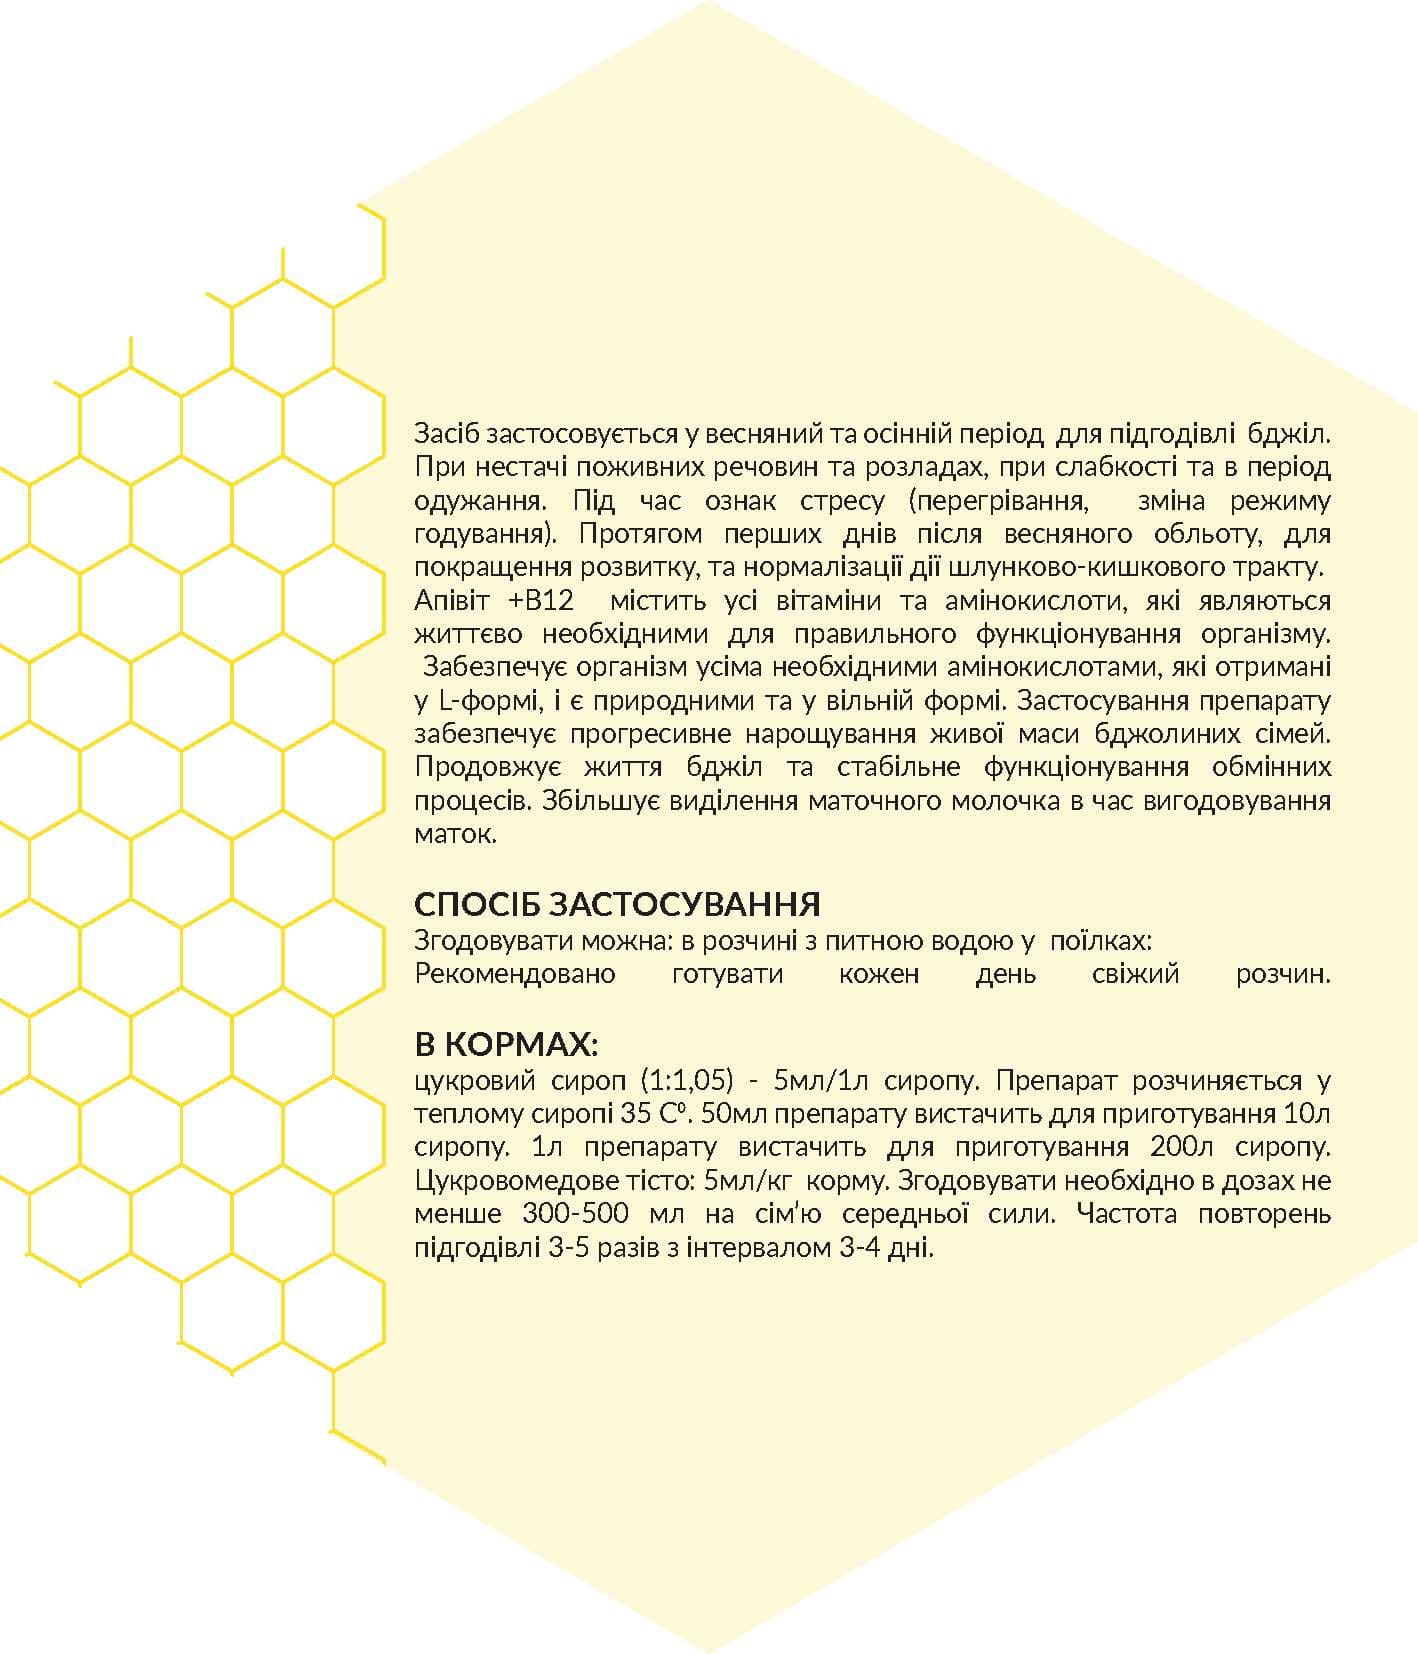 Засіб застосовується у весняний та осінній період для підгодівлі бджіл.
При нестачі поживних речовин та розладах, при слабкості та в період
одужання. Під час ознак стресу (перегрівання, зміна режиму
годування). Протягом перших днів після весняного обльоту, для
покращення розвитку, та нормалізації дії шлунково-кишкового тракту.
Апівіт +В12 містить усі вітаміни та амінокислоти, які являються
життєво необхідними для правильного функціонування організму.
Забезпечує організм усіма необхідними амінокислотами, які отримані
у L-формі, і є природними та у вільній формі. Застосування препарату
забезпечує прогресивне нарощування живої маси бджолиних сімей.
Продовжує життя бджіл та стабільне функціонування обмінних
процесів. Збільшує виділення маточного молочка в час вигодовування
маток.
СПОСІБ ЗАСТОСУВАННЯ
Згодовувати можна: в розчині з питною водою у поїлках:
Рекомендовано готувати кожен день свіжий розчин.
В КОРМАХ:
цукровий сироп (1:1,05) - 5мл/1л сиропу. Препарат розчиняється у
теплому сиропі 35 С⁰. 50мл препарату вистачить для приготування 10л
сиропу. 1л препарату вистачить для приготування 200л сиропу.
Цукровомедове тісто: 5мл/кг корму. Згодовувати необхідно в дозах не
менше 300-500 мл на сім'ю середньої сили. Частота повторень
підгодівлі 3-5 разів з інтервалом 3-4 дні.